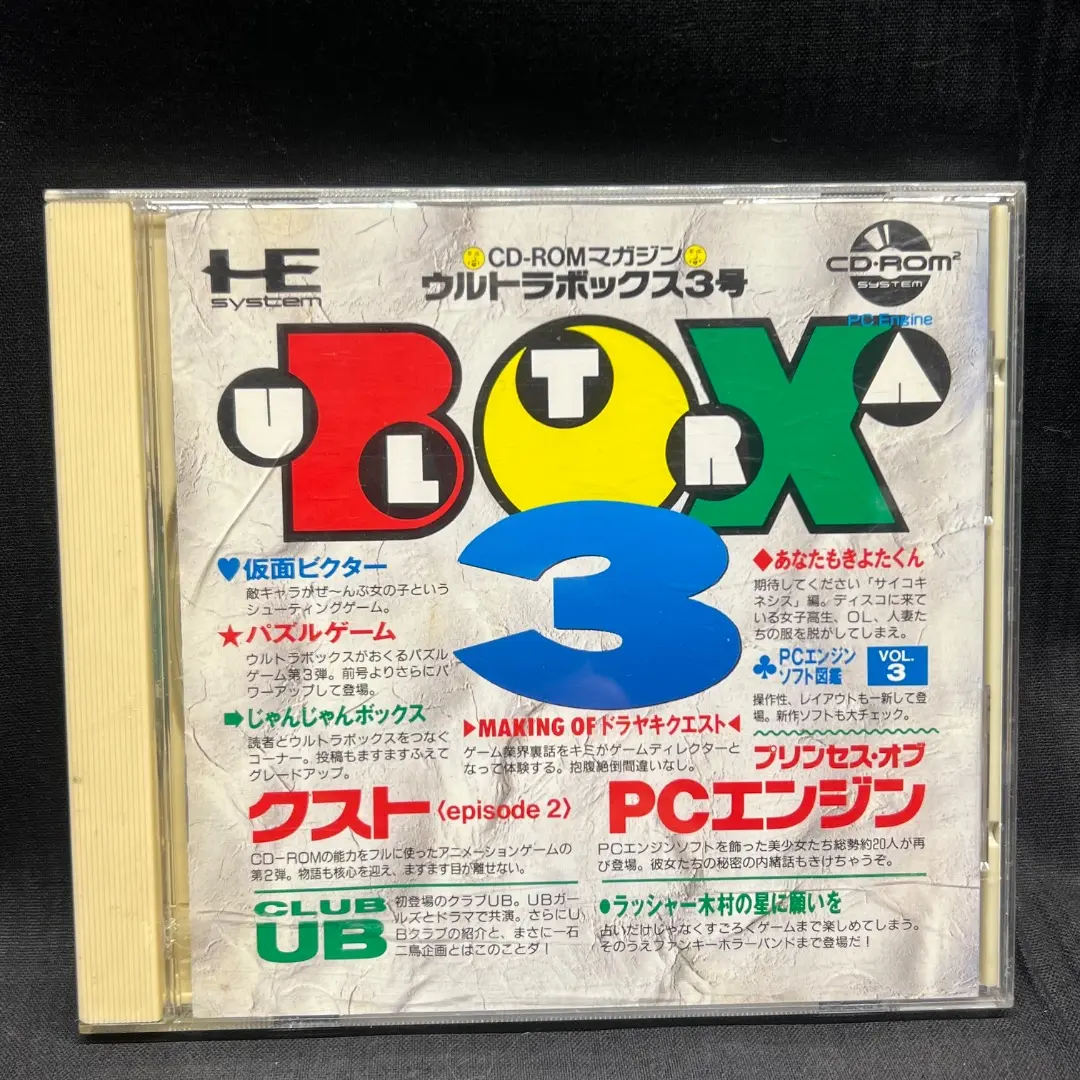 HE
system
CD-ROMマガジン
ウルトラボックス3号
CD-ROM²
SYSTEM
PC Engine
BOX
ULTRA
3
♥仮面ビクター
敵キャラがぜ〜んぶ女の子という
シューティングゲーム。
★パズルゲーム
ウルトラボックスがおくるパズル
ゲーム第3弾。前号よりさらにパ
ワーアップして登場。
➡じゃんじゃんボックス
読者とウルトラボックスをつなぐ
コーナー。投稿もますますふえて
グレードアップ。
◆あなたもきよたくん
期待してください「サイコキ
ネシス」編。ディスコに来て
いる女子高生、OL、人妻た
ちの服を脱がしてしまえ。
♣PCエンジン
ソフト図鑑
VOL.
3
操作性、レイアウトも一新して登
場。新作ソフトも大チェック。
▶MAKING OFドラヤキクエスト◀
ゲーム業界裏話をキミがゲームディレクターと
なって体験する。抱腹絶倒間違いなし。
クスト〈episode 2〉
CD-ROMの能力をフルに使ったアニメーションゲームの
第2弾。物語も核心を迎え、ますます目が離せない。
プリンセス・オブ
PCエンジン
PCエンジンソフトを飾った美少女たち総勢約20人が再
び登場。彼女たちの秘密の内緒話もきけちゃうぞ。
CLUB
UB
初登場のクラブUB。UBガー
ルズとドラマで共演。さらにU
Bクラブの紹介と、まさに一石
二鳥企画とはこのことダ!
●ラッシャー木村の星に願いを
占いだけじゃなくすごろくゲームまで楽しめてしまう。
そのうえファンキーホラーバンドまで登場だ!